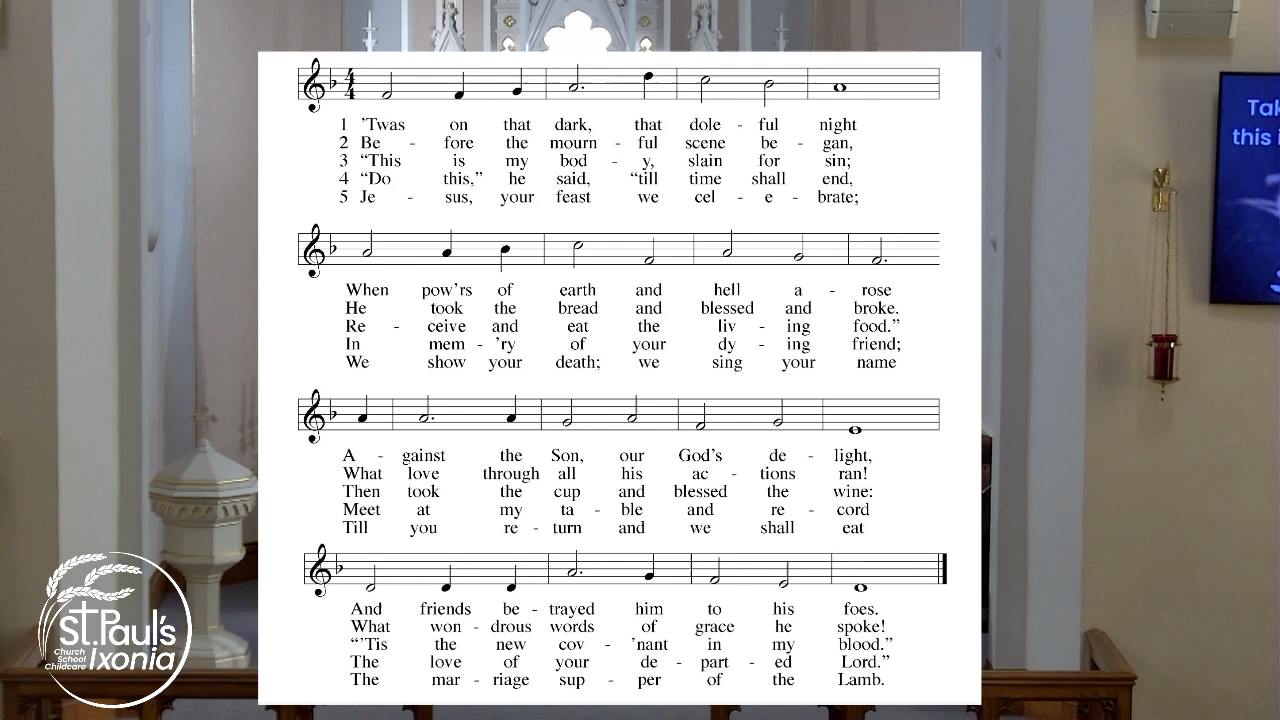 1 ’Twas on that dark, that dole - ful night
2 Be - fore the mourn - ful scene be - gan,
3 “This is my bod - y, slain for sin;
4 “Do this,” he said, “till time shall end,
5 Je - sus, your feast we cel - e - brate;
When pow’rs of earth and hell a - rose
He took the bread and blessed and broke.
Re - ceive and eat the liv - ing food.”
In mem - ’ry of your dy - ing friend;
We show your death; we sing your name
A - gainst the Son, our God’s de - light,
What love through all his ac - tions ran!
Then took the cup and blessed the wine:
Meet at my ta - ble and re - cord
Till you re - turn and we shall eat
And friends be - trayed him to his foes.
What won - drous words of grace he spoke!
“’Tis the new cov - ’nant in my blood.”
The love of your de - part - ed Lord.”
The mar - riage sup - per of the Lamb.
St. Paul's
Church
School
Childcare
Ixonia
this